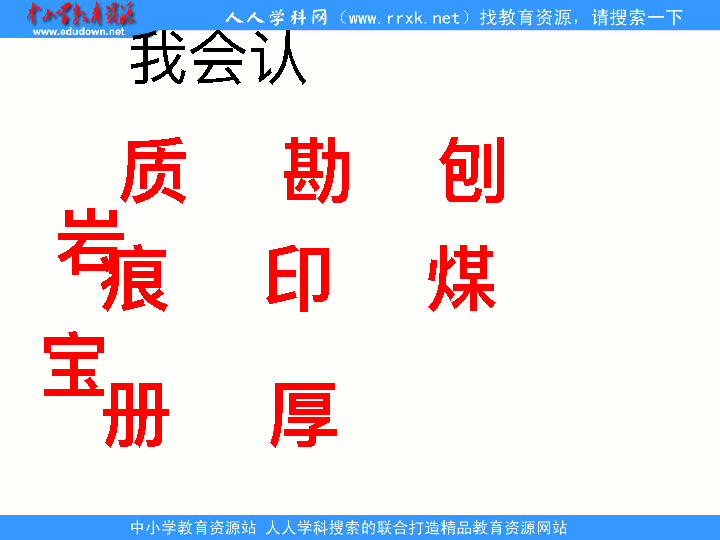 中小学教育资源
www.edudown.net
人人学科网（www.rrxk.net）找教育资源，请搜索一下
我会认
质 勘 刨
岩
痕 印 煤
宝
册 厚
中小学教育资源站 人人学科搜索的联合打造精品教育资源网站